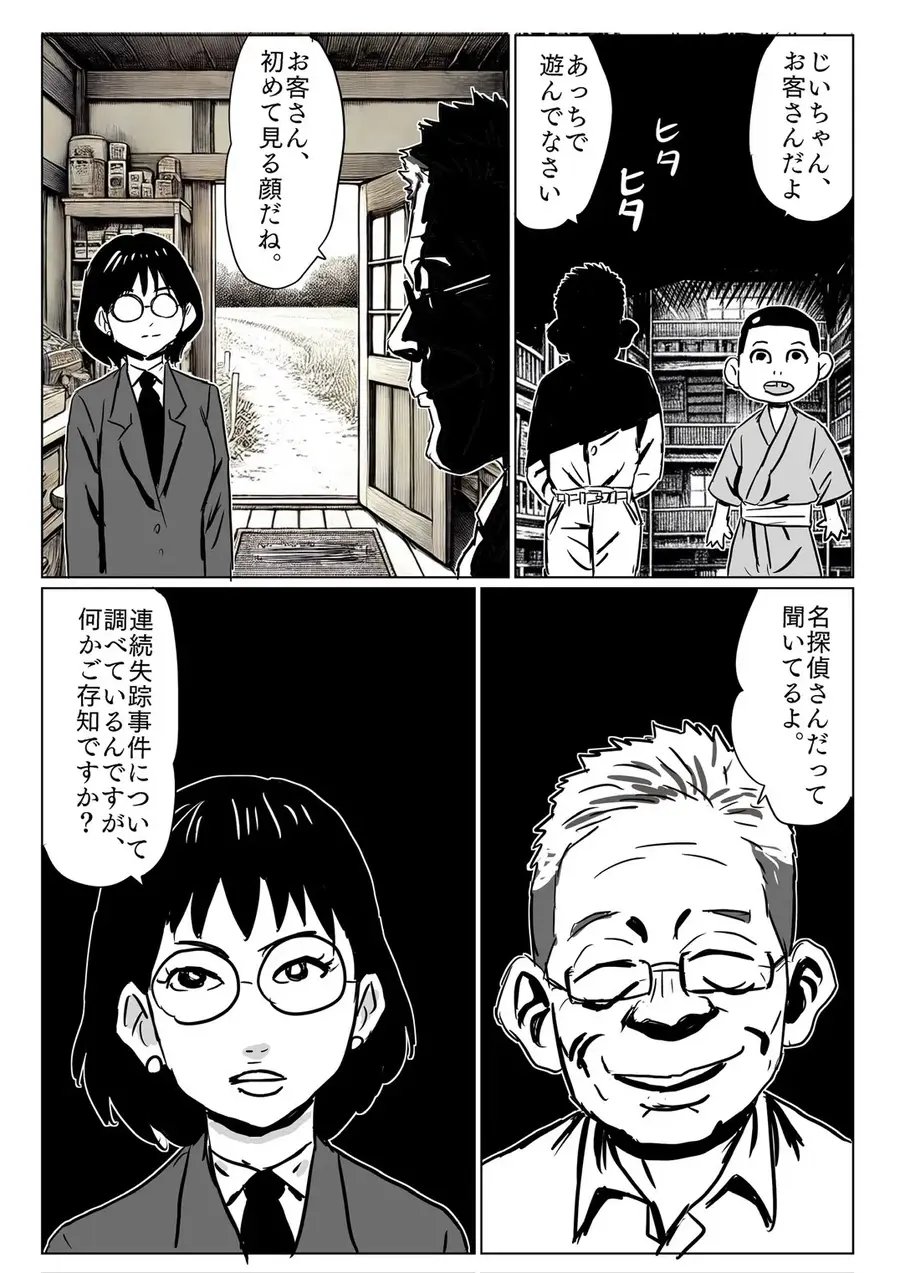 じいちゃん、
お客さんだよ
あっちで
遊んでなさい
ヒタ
ヒタ
お客さん、
初めて見る顔だね。
名探偵さんだって
聞いてるよ。
連続失踪事件について
調べているんですが、
何かご存知ですか？